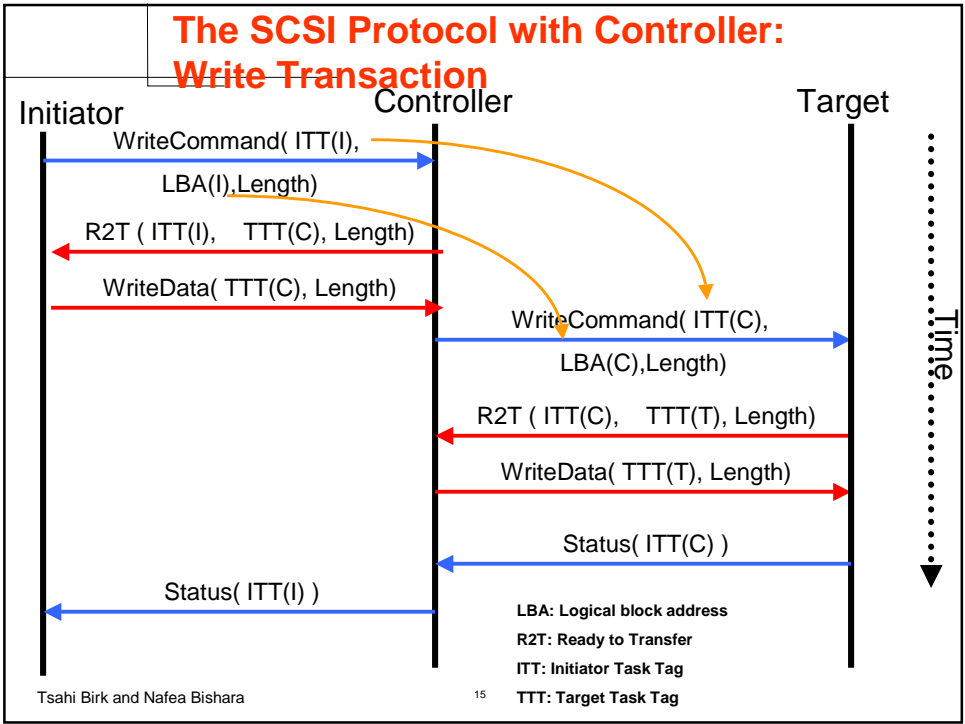 The SCSI Protocol with Controller:
Write Transaction
Initiator
Controller
Target
WriteCommand( ITT(I),
LBA(I),Length)
R2T ( ITT(I), TTT(C), Length)
WriteData( TTT(C), Length)
WriteCommand( ITT(C),
LBA(C),Length)
R2T ( ITT(C), TTT(T), Length)
WriteData( TTT(T), Length)
Status( ITT(C) )
Status( ITT(I) )
Time
LBA: Logical block address
R2T: Ready to Transfer
ITT: Initiator Task Tag
TTT: Target Task Tag
Tsahi Birk and Nafea Bishara
15